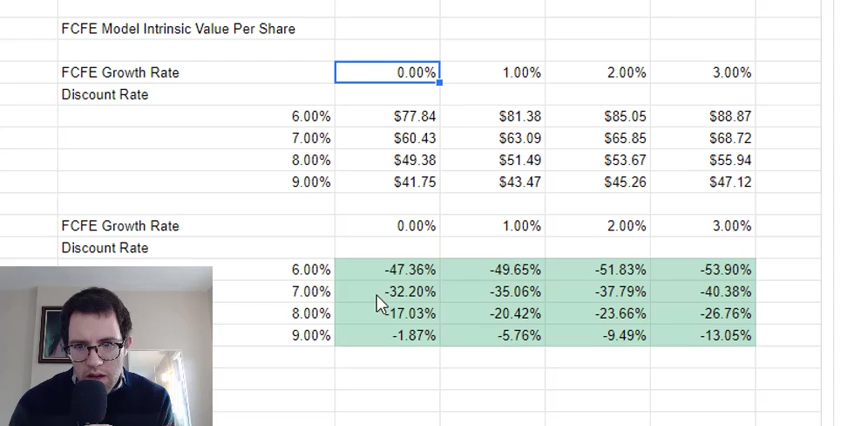 FCFE Model Intrinsic Value Per Share
FCFE Growth Rate 0.00% 1.00% 2.00% 3.00%
Discount Rate
6.00% $77.84 $81.38 $85.05 $88.87
7.00% $60.43 $63.09 $65.85 $68.72
8.00% $49.38 $51.49 $53.67 $55.94
9.00% $41.75 $43.47 $45.26 $47.12
FCFE Growth Rate 0.00% 1.00% 2.00% 3.00%
Discount Rate
6.00% -47.36% -49.65% -51.83% -53.90%
7.00% -32.20% -35.06% -37.79% -40.38%
8.00% -17.03% -20.42% -23.66% -26.76%
9.00% -1.87% -5.76% -9.49% -13.05%